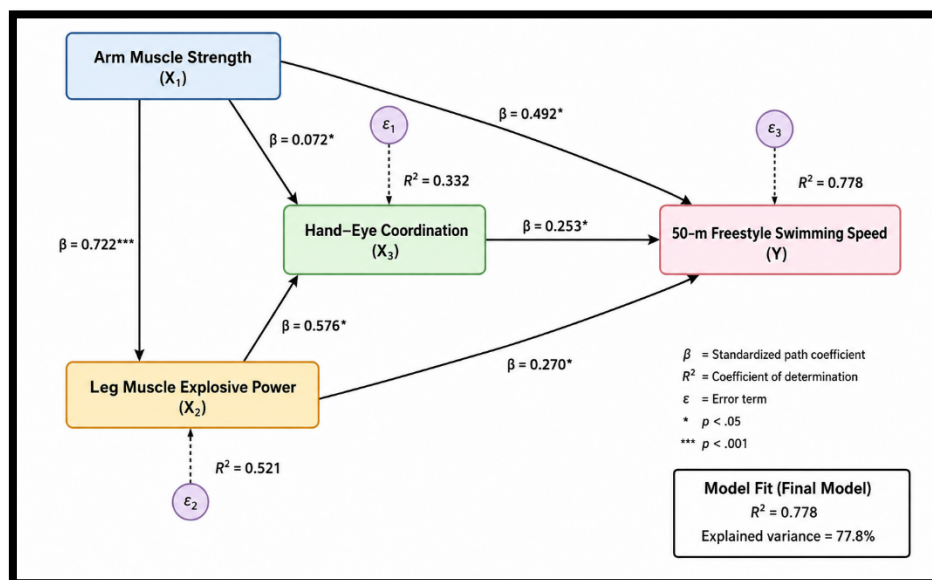 Arm Muscle Strength
(X₁)
β = 0.492*
ε₁
ε₃
β = 0.072*
R² = 0.332
R² = 0.778
Hand–Eye Coordination
(X₃)
β = 0.253*
50-m Freestyle Swimming Speed
(Y)
β = 0.722***
β = 0.576*
β = 0.270*
Leg Muscle Explosive Power
(X₂)
R² = 0.521
ε₂
β = Standardized path coefficient
R² = Coefficient of determination
ε = Error term
* p < .05
*** p < .001
Model Fit (Final Model)
R² = 0.778
Explained variance = 77.8%